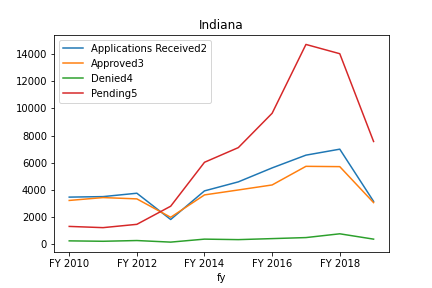 Indiana
Applications Received2
Approved3
Denied4
Pending5
14000
12000
10000
8000
6000
4000
2000
0
FY 2010 FY 2012 FY 2014 FY 2016 FY 2018
fy